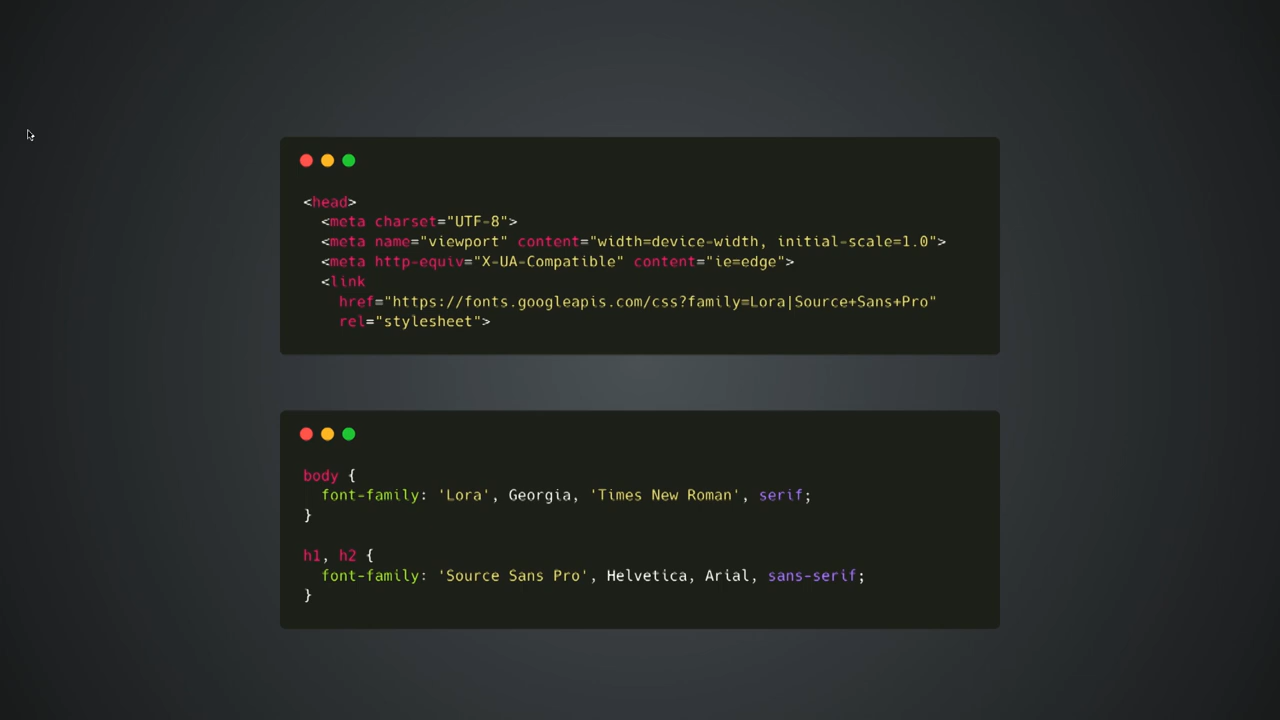 <head>
  <meta charset="UTF-8">
  <meta name="viewport" content="width=device-width, initial-scale=1.0">
  <meta http-equiv="X-UA-Compatible" content="ie=edge">
  <link
    href="https://fonts.googleapis.com/css?family=Lora|Source+Sans+Pro"
    rel="stylesheet">
body {
  font-family: 'Lora', Georgia, 'Times New Roman', serif;
}
h1, h2 {
  font-family: 'Source Sans Pro', Helvetica, Arial, sans-serif;
}